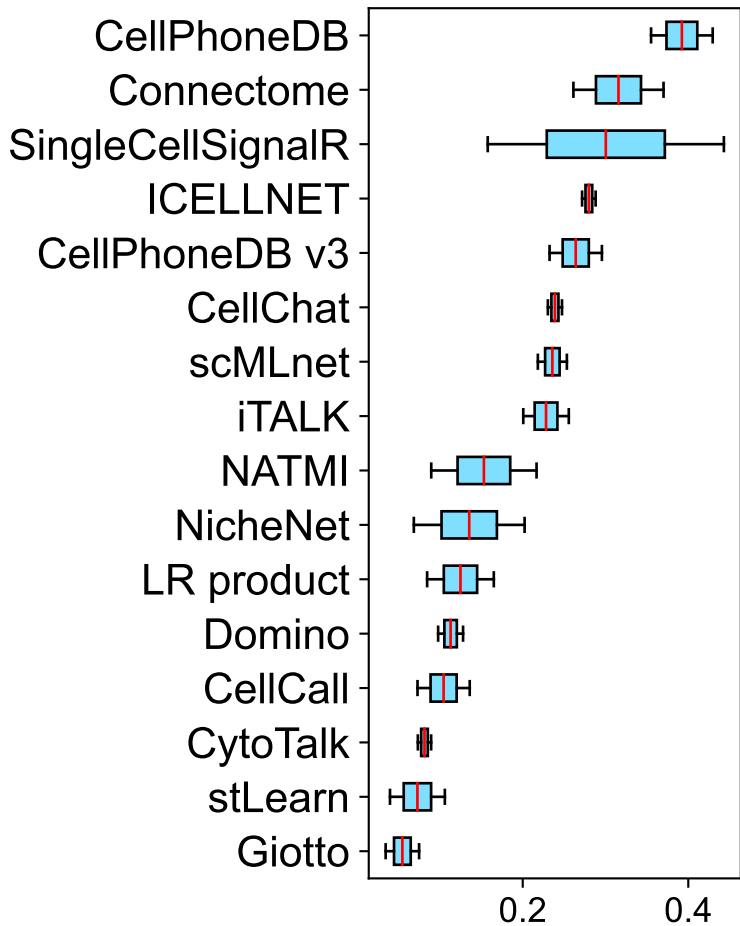 CellPhoneDB
Connectome
SingleCellSignalR
ICELLNET
CellPhoneDB v3
CellChat
scMLnet
iTALK
NATMI
NicheNet
LR product
Domino
CellCall
CytoTalk
stLearn
Giotto
0.2 0.4